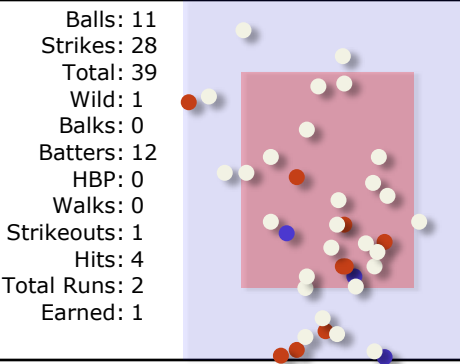 Balls: 11
Strikes: 28
Total: 39
Wild: 1
Balks: 0
Batters: 12
HBP: 0
Walks: 0
Strikeouts: 1
Hits: 4
Total Runs: 2
Earned: 1